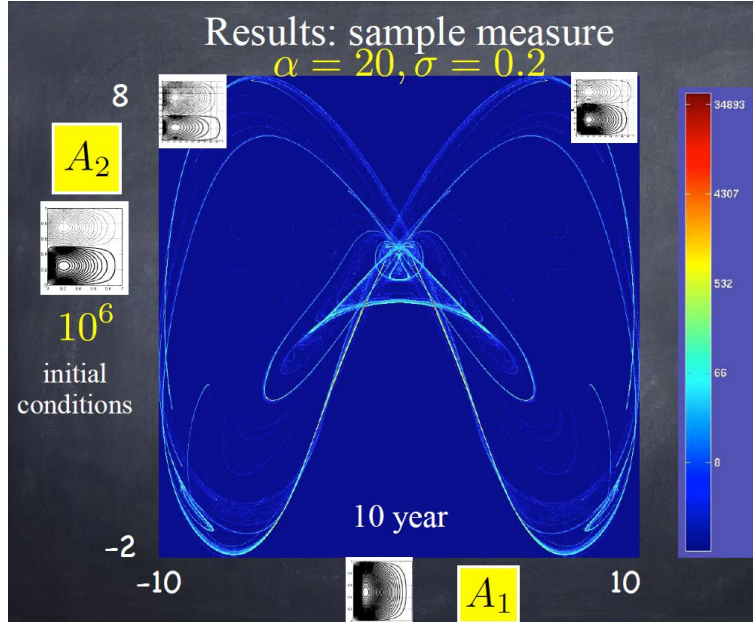 Results: sample measure
α = 20, σ = 0.2
8
A₂
10⁶
initial
conditions
10 year
-2
-10
A₁
10
34893
4307
532
66
8